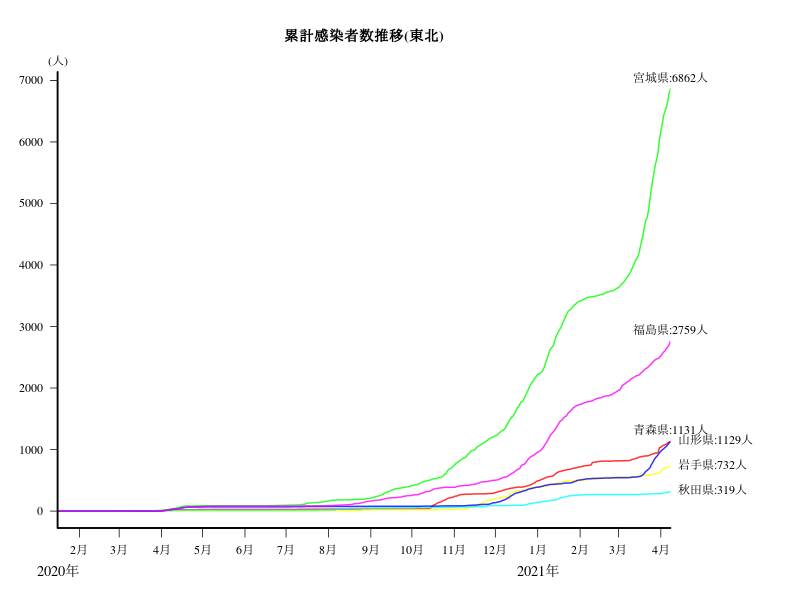 累計感染者数推移(東北)
(人)
7000
6000
5000
4000
3000
2000
1000
0
宮城県:6862人
福島県:2759人
青森県:1131人
山形県:1129人
岩手県:732人
秋田県:319人
2月 3月 4月 5月 6月 7月 8月 9月 10月 11月 12月 1月 2月 3月 4月
2020年 2021年